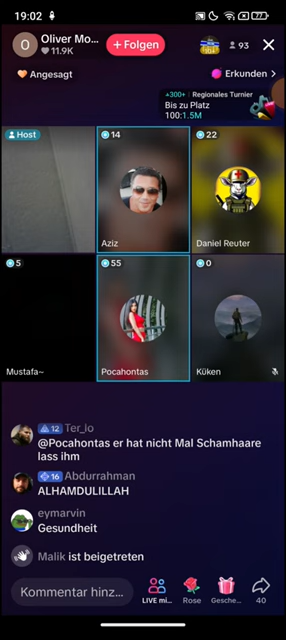 19:02
77
O
Oliver Mo...
11.9K
+ Folgen
93
Angesagt
Erkunden >
+300↑ Regionales Turnier
Bis zu Platz
100:1.5M
Host
14
Aziz
22
Daniel Reuter
5
Mustafa~
55
Pocahontas
0
Küken
12 Ter_io
@Pocahontas er hat nicht Mal Schamhaare
lass ihm
16 Abdurrahman
ALHAMDULILLAH
eymarvin
Gesundheit
Malik ist beigetreten
Kommentar hinz...
LIVE mi...
Rose
Gesche...
40